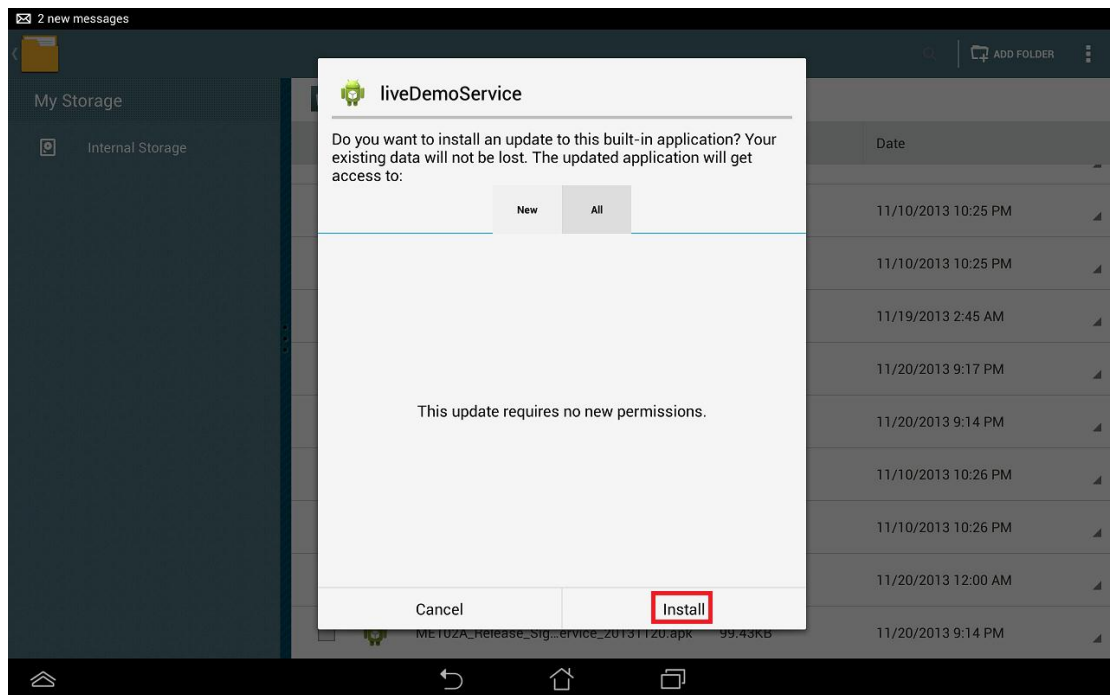 2 new messages
ADD FOLDER
My Storage
Internal Storage
Date
11/10/2013 10:25 PM
11/10/2013 10:25 PM
11/19/2013 2:45 AM
11/20/2013 9:17 PM
11/20/2013 9:14 PM
11/10/2013 10:26 PM
11/10/2013 10:26 PM
11/20/2013 12:00 AM
liveDemoService
Do you want to install an update to this built-in application? Your
existing data will not be lost. The updated application will get
access to:
New All
This update requires no new permissions.
Cancel Install
ME102A_Release_Sig...ervice_20131120.apk 99.43KB 11/20/2013 9:14 PM